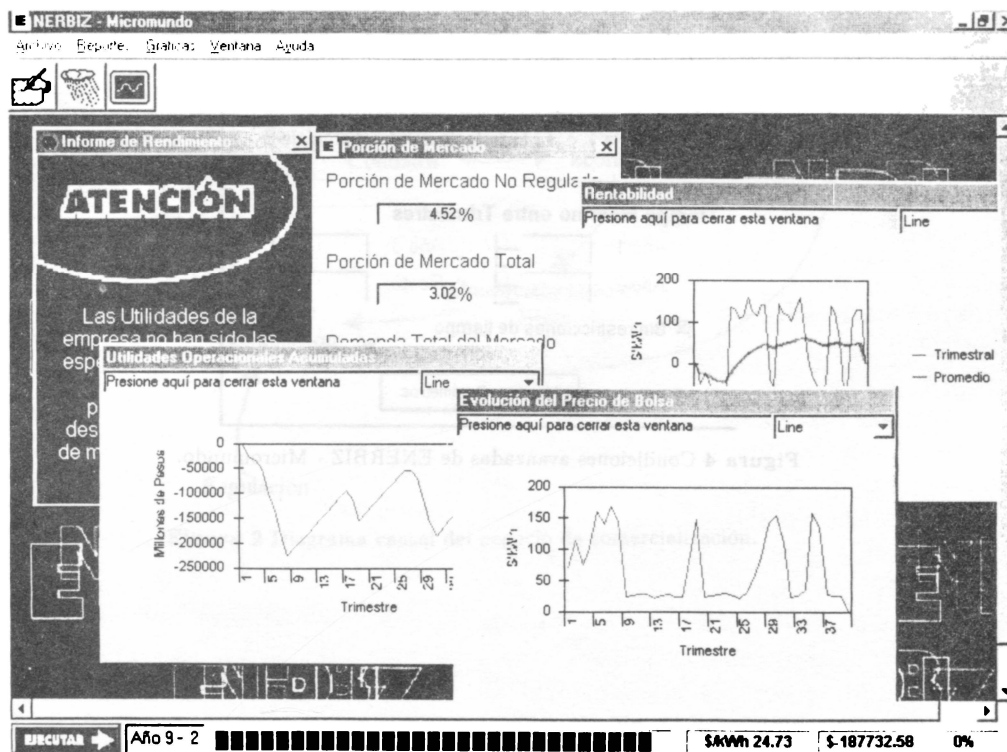 ENERBIZ - Micromundo
Archivo Reportes Graficas Ventana Ayuda
Informe de Rendimiento
ATENCIÓN
Las Utilidades de la
empresa no han sido las
Porción de Mercado
Porción de Mercado No Regulado
4.52%
Porción de Mercado Total
3.02%
Demanda Total del Mercado
Rentabilidad
Presione aquí para cerrar esta ventana
Line
200
100
0
$/KWh
Trimestral
Promedio
Utilidades Operacionales Acumuladas
Presione aquí para cerrar esta ventana
Line
0
-50000
-100000
-150000
-200000
-250000
Millones de Pesos
1 5 9 13 17 21 25 29
Trimestre
Evolución del Precio de Bolsa
Presione aquí para cerrar esta ventana
Line
200
150
100
50
0
$/KWh
1 5 9 13 17 21 25 29 33 37
Trimestre
EJECUTAR
Año 9 - 2
$/kWh 24.73
$-187732.58
0%
Figura 4 Condiciones avanzadas de ENERBIZ - Micromundo.